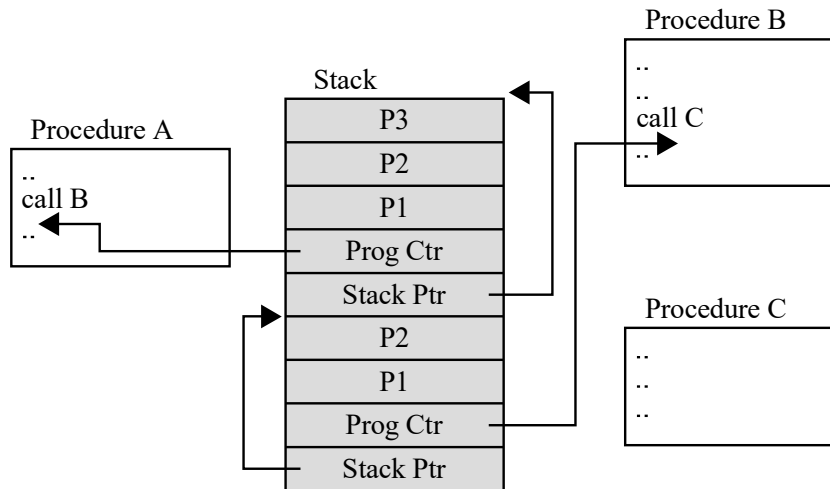 Procedure A
..
call B
..
Stack
P3
P2
P1
Prog Ctr
Stack Ptr
P2
P1
Prog Ctr
Stack Ptr
Procedure B
..
..
call C
..
Procedure C
..
..
..